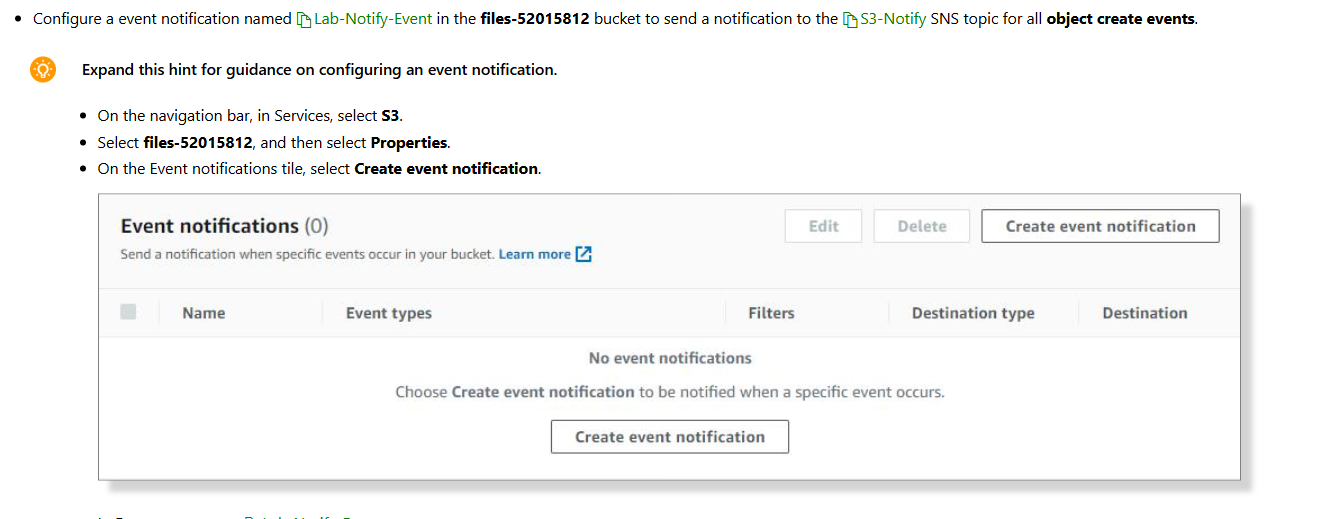 Configure a event notification named Lab-Notify-Event in the files-52015812 bucket to send a notification to the S3-Notify SNS topic for all object create events.
Expand this hint for guidance on configuring an event notification.
On the navigation bar, in Services, select S3.
Select files-52015812, and then select Properties.
On the Event notifications tile, select Create event notification.
Event notifications (0)
Edit
Delete
Create event notification
Send a notification when specific events occur in your bucket. Learn more
Name Event types Filters Destination type Destination
No event notifications
Choose Create event notification to be notified when a specific event occurs.
Create event notification